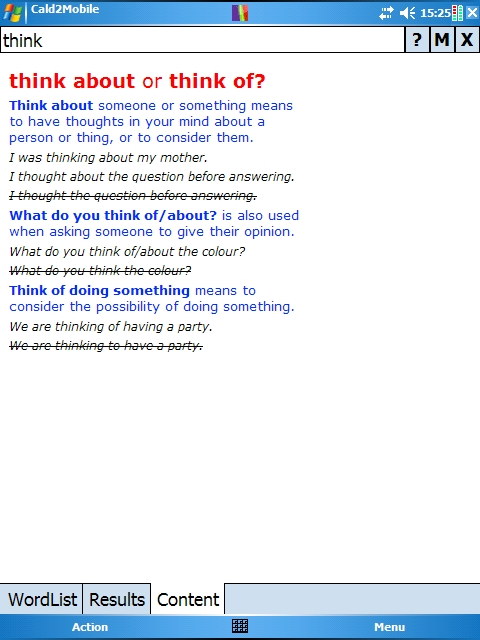 Cald2Mobile
15:25
think
? M X
think about or think of?
Think about someone or something means
to have thoughts in your mind about a
person or thing, or to consider them.
I was thinking about my mother.
I thought about the question before answering.
I thought the question before answering.
What do you think of/about? is also used
when asking someone to give their opinion.
What do you think of/about the colour?
What do you think the colour?
Think of doing something means to
consider the possibility of doing something.
We are thinking of having a party.
We are thinking to have a party.
WordList Results Content
Action Menu